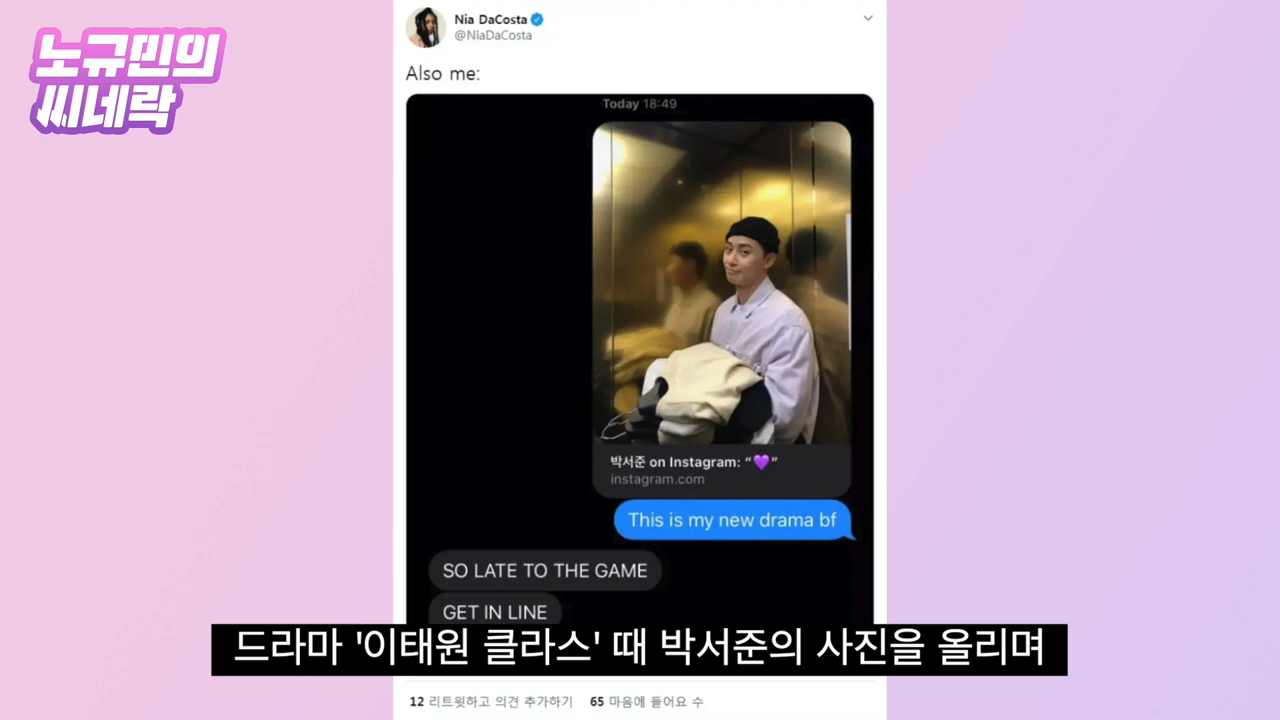 노규민의
씨네락
Nia DaCosta
@NiaDaCosta
Also me:
Today 18:49
박서준 on Instagram: “💜”
instagram.com
This is my new drama bf
SO LATE TO THE GAME
GET IN LINE
드라마 '이태원 클라스' 때 박서준의 사진을 올리며
12 리트윗하고 의견 추가하기 65 마음에 들어요 수